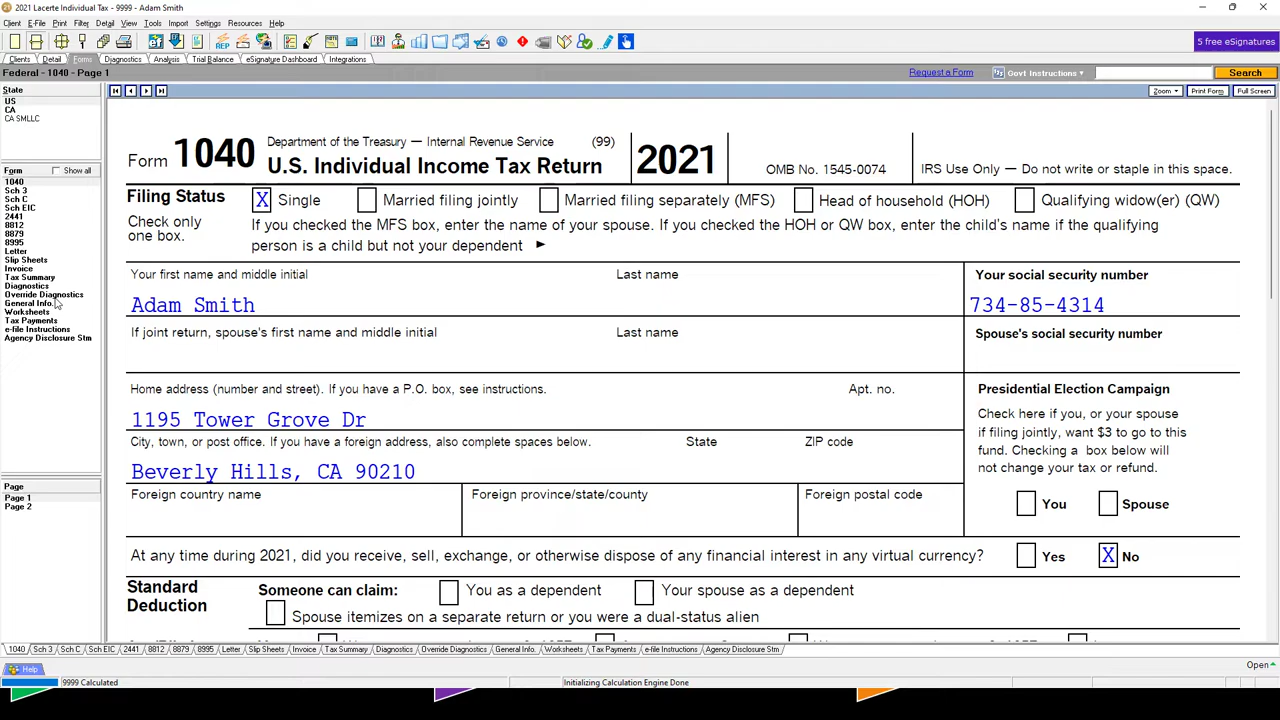 2021 Lacerte Individual Tax - 9999 - Adam Smith
Client E-File Print Filter Detail View Tools Import Settings Resources Help
5 free eSignatures
Clients Detail Forms Diagnostics Analysis Trial Balance eSignature Dashboard Integrations
Federal - 1040 - Page 1
Request a Form
Govt Instructions
Search
State
US
CA
CA SMLLC
Zoom
Print Form
Full Screen
Form
Show all
1040
Sch 3
Sch C
Sch EIC
2441
8812
8879
8995
Letter
Slip Sheets
Invoice
Tax Summary
Diagnostics
Override Diagnostics
General Info.
Worksheets
Tax Payments
e-file Instructions
Agency Disclosure Stm
Page
Page 1
Page 2
Form 1040
Department of the Treasury — Internal Revenue Service (99)
U.S. Individual Income Tax Return
2021
OMB No. 1545-0074
IRS Use Only — Do not write or staple in this space.
Filing Status
Check only
one box.
X Single
Married filing jointly
Married filing separately (MFS)
Head of household (HOH)
Qualifying widow(er) (QW)
If you checked the MFS box, enter the name of your spouse. If you checked the HOH or QW box, enter the child's name if the qualifying
person is a child but not your dependent ►
Your first name and middle initial
Last name
Your social security number
Adam Smith
734-85-4314
If joint return, spouse's first name and middle initial
Last name
Spouse's social security number
Home address (number and street). If you have a P.O. box, see instructions.
Apt. no.
1195 Tower Grove Dr
City, town, or post office. If you have a foreign address, also complete spaces below.
State
ZIP code
Beverly Hills, CA 90210
Foreign country name
Foreign province/state/county
Foreign postal code
Presidential Election Campaign
Check here if you, or your spouse
if filing jointly, want $3 to go to this
fund. Checking a box below will
not change your tax or refund.
You
Spouse
At any time during 2021, did you receive, sell, exchange, or otherwise dispose of any financial interest in any virtual currency?
Yes
X No
Standard
Deduction
Someone can claim:
You as a dependent
Your spouse as a dependent
Spouse itemizes on a separate return or you were a dual-status alien
1040 Sch 3 Sch C Sch EIC 2441 8812 8879 8995 Letter Slip Sheets Invoice Tax Summary Diagnostics Override Diagnostics General Info. Worksheets Tax Payments e-file Instructions Agency Disclosure Stm
Help
Open
9999 Calculated
Initializing Calculation Engine Done